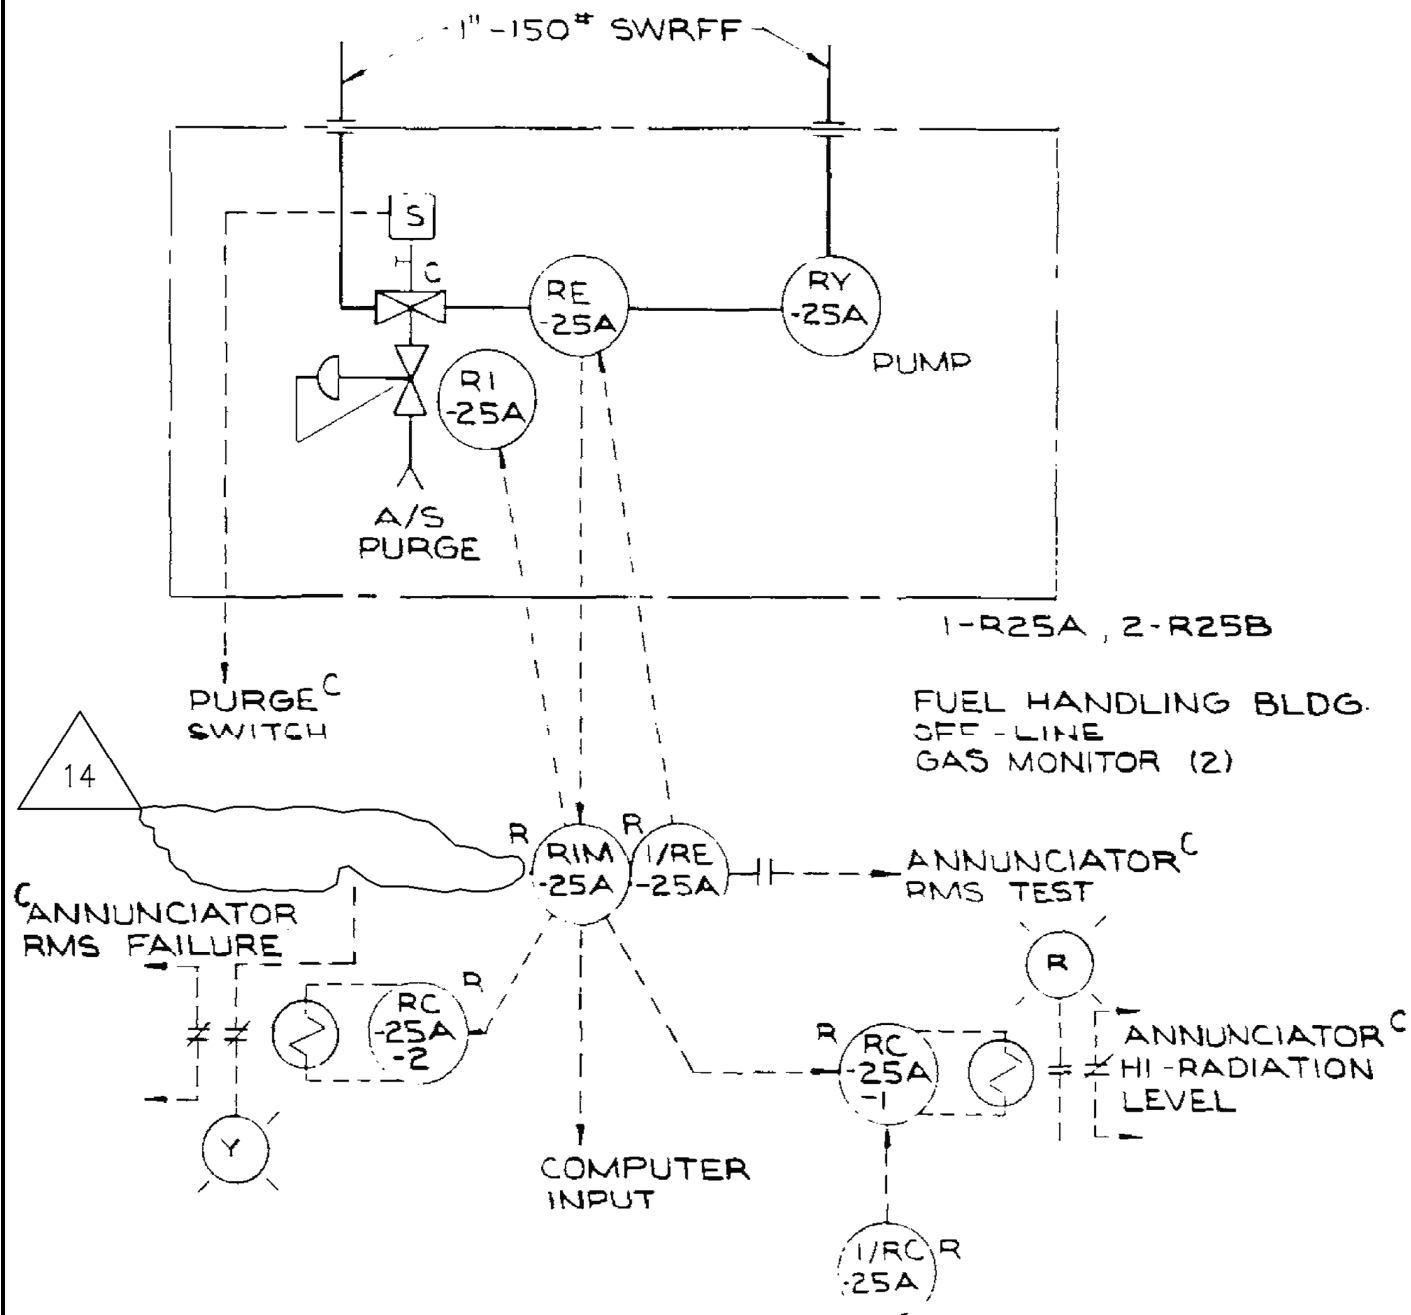 1"-150# SWRFF
S
C
RE
-25A
RY
-25A
PUMP
RI
-25A
A/S
PURGE
1-R25A, 2-R25B
PURGE C
SWITCH
FUEL HANDLING BLDG.
OFF-LINE
GAS MONITOR (2)
14
R
RIM
-25A
R
1/RE
-25A
ANNUNCIATOR C
RMS TEST
C ANNUNCIATOR
RMS FAILURE
R
RC
-25A
-2
R
R
RC
-25A
-1
ANNUNCIATOR C
HI-RADIATION
LEVEL
Y
COMPUTER
INPUT
1/RC R
-25A